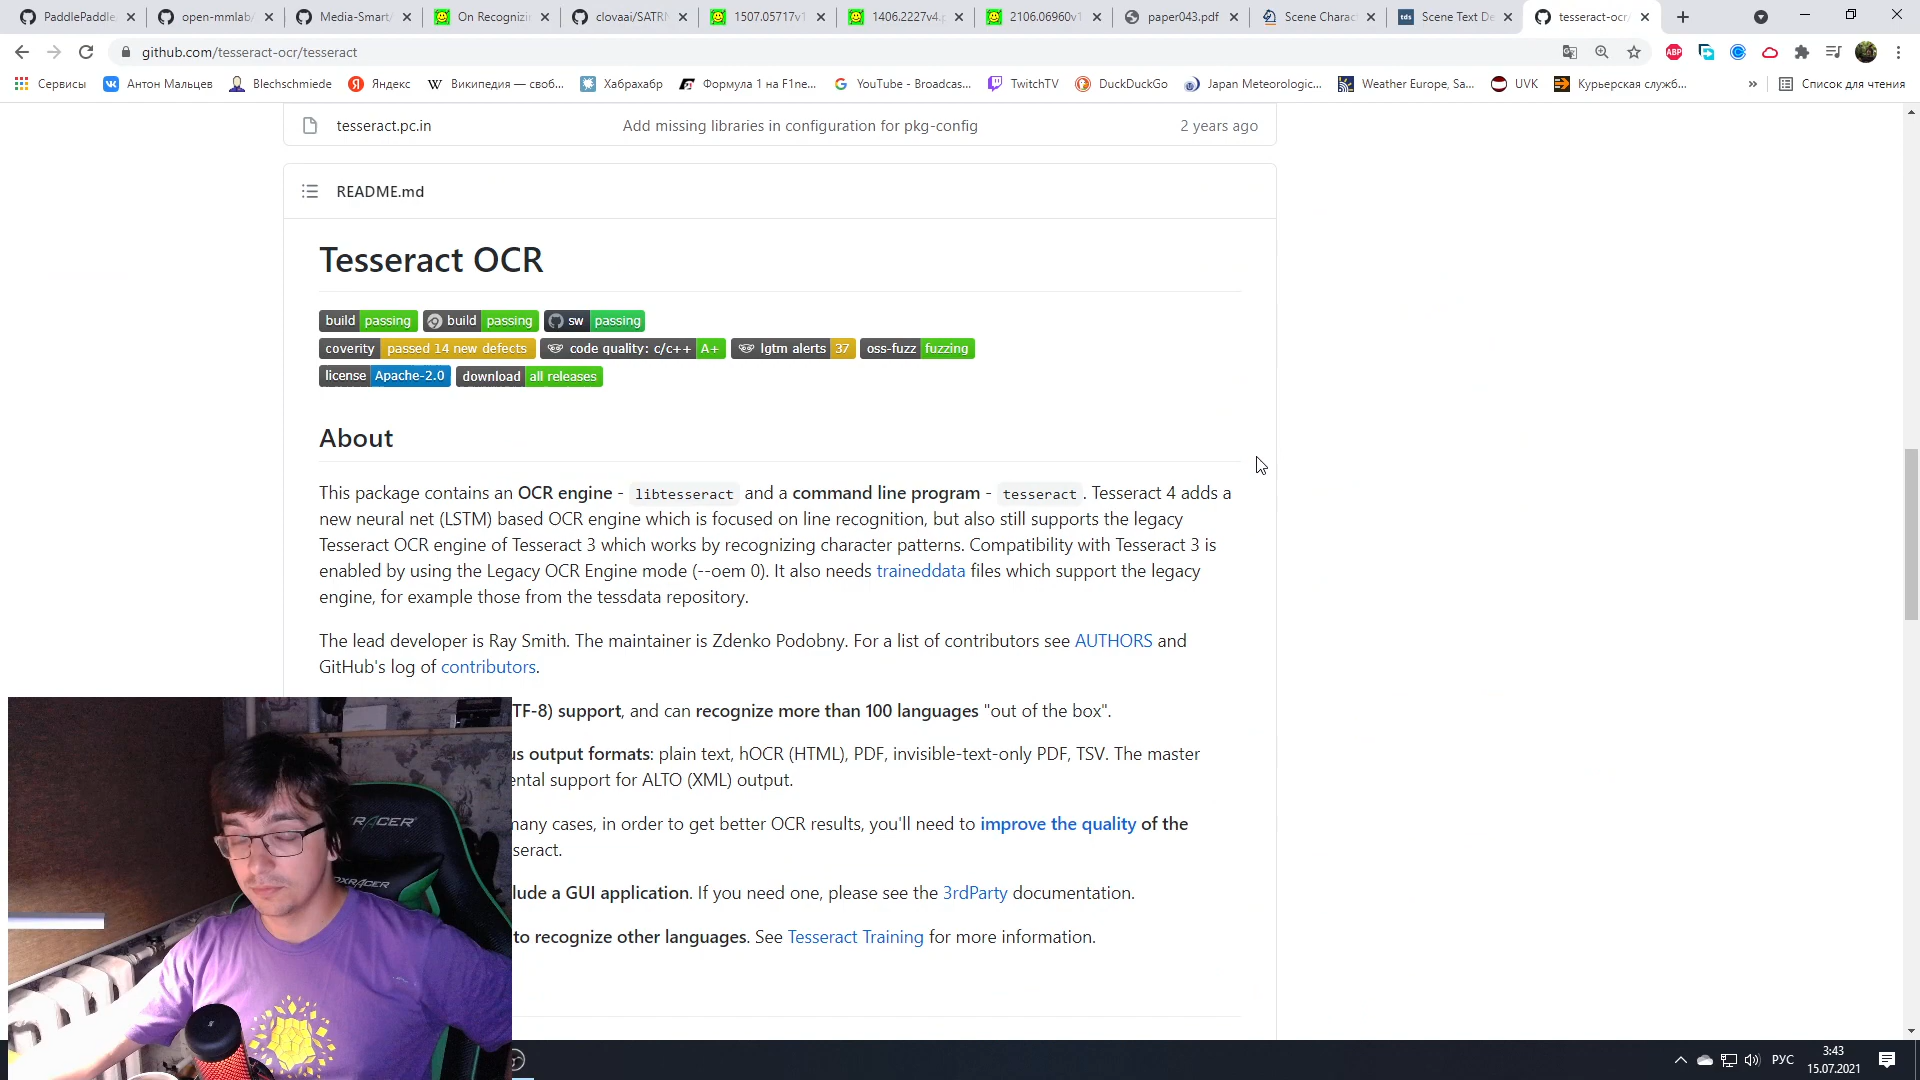 PaddlePaddle
open-mmlab/
Media-Smart/
On Recognizin
clovaai/SATRN
1507.05717v1
1406.2227v4.p
2106.06960v1
paper043.pdf
Scene Charac
tds
Scene Text De
tesseract-ocr/
github.com/tesseract-ocr/tesseract
ABP
Сервисы
Антон Мальцев
Blechschmiede
Яндекс
Википедия — своб...
Хабрахабр
Формула 1 на F1ne...
YouTube - Broadcas...
TwitchTV
DuckDuckGo
Japan Meteorologic...
Weather Europe, Sa...
UVK
Курьерская служб...
»
Список для чтения
tesseract.pc.in
Add missing libraries in configuration for pkg-config
2 years ago
README.md
Tesseract OCR
build passing build passing sw passing
coverity passed 14 new defects code quality: c/c++ A+ lgtm alerts 37 oss-fuzz fuzzing
license Apache-2.0 download all releases
About
This package contains an OCR engine - libtesseract and a command line program - tesseract. Tesseract 4 adds a
new neural net (LSTM) based OCR engine which is focused on line recognition, but also still supports the legacy
Tesseract OCR engine of Tesseract 3 which works by recognizing character patterns. Compatibility with Tesseract 3 is
enabled by using the Legacy OCR Engine mode (--oem 0). It also needs traineddata files which support the legacy
engine, for example those from the tessdata repository.
The lead developer is Ray Smith. The maintainer is Zdenko Podobny. For a list of contributors see AUTHORS and
GitHub's log of contributors.
TF-8) support, and can recognize more than 100 languages "out of the box".
us output formats: plain text, hOCR (HTML), PDF, invisible-text-only PDF, TSV. The master
ental support for ALTO (XML) output.
many cases, in order to get better OCR results, you'll need to improve the quality of the
sseract.
lude a GUI application. If you need one, please see the 3rdParty documentation.
to recognize other languages. See Tesseract Training for more information.
XRACER
DXRACER
РУС
3:43
15.07.2021